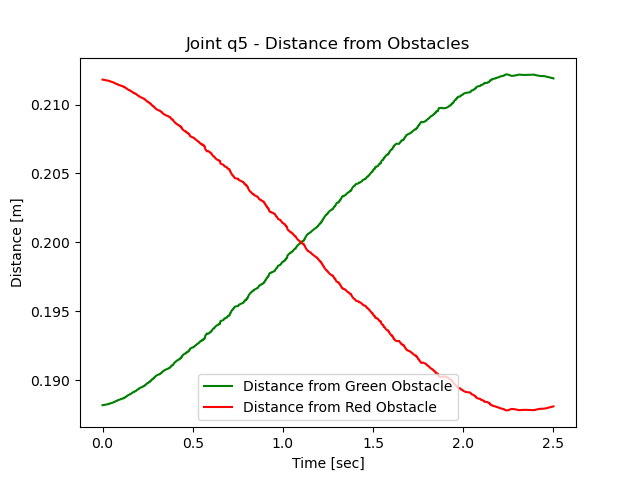 Joint q5 - Distance from Obstacles
0.210
0.205
0.200
0.195
0.190
Distance [m]
Distance from Green Obstacle
Distance from Red Obstacle
0.0 0.5 1.0 1.5 2.0 2.5
Time [sec]